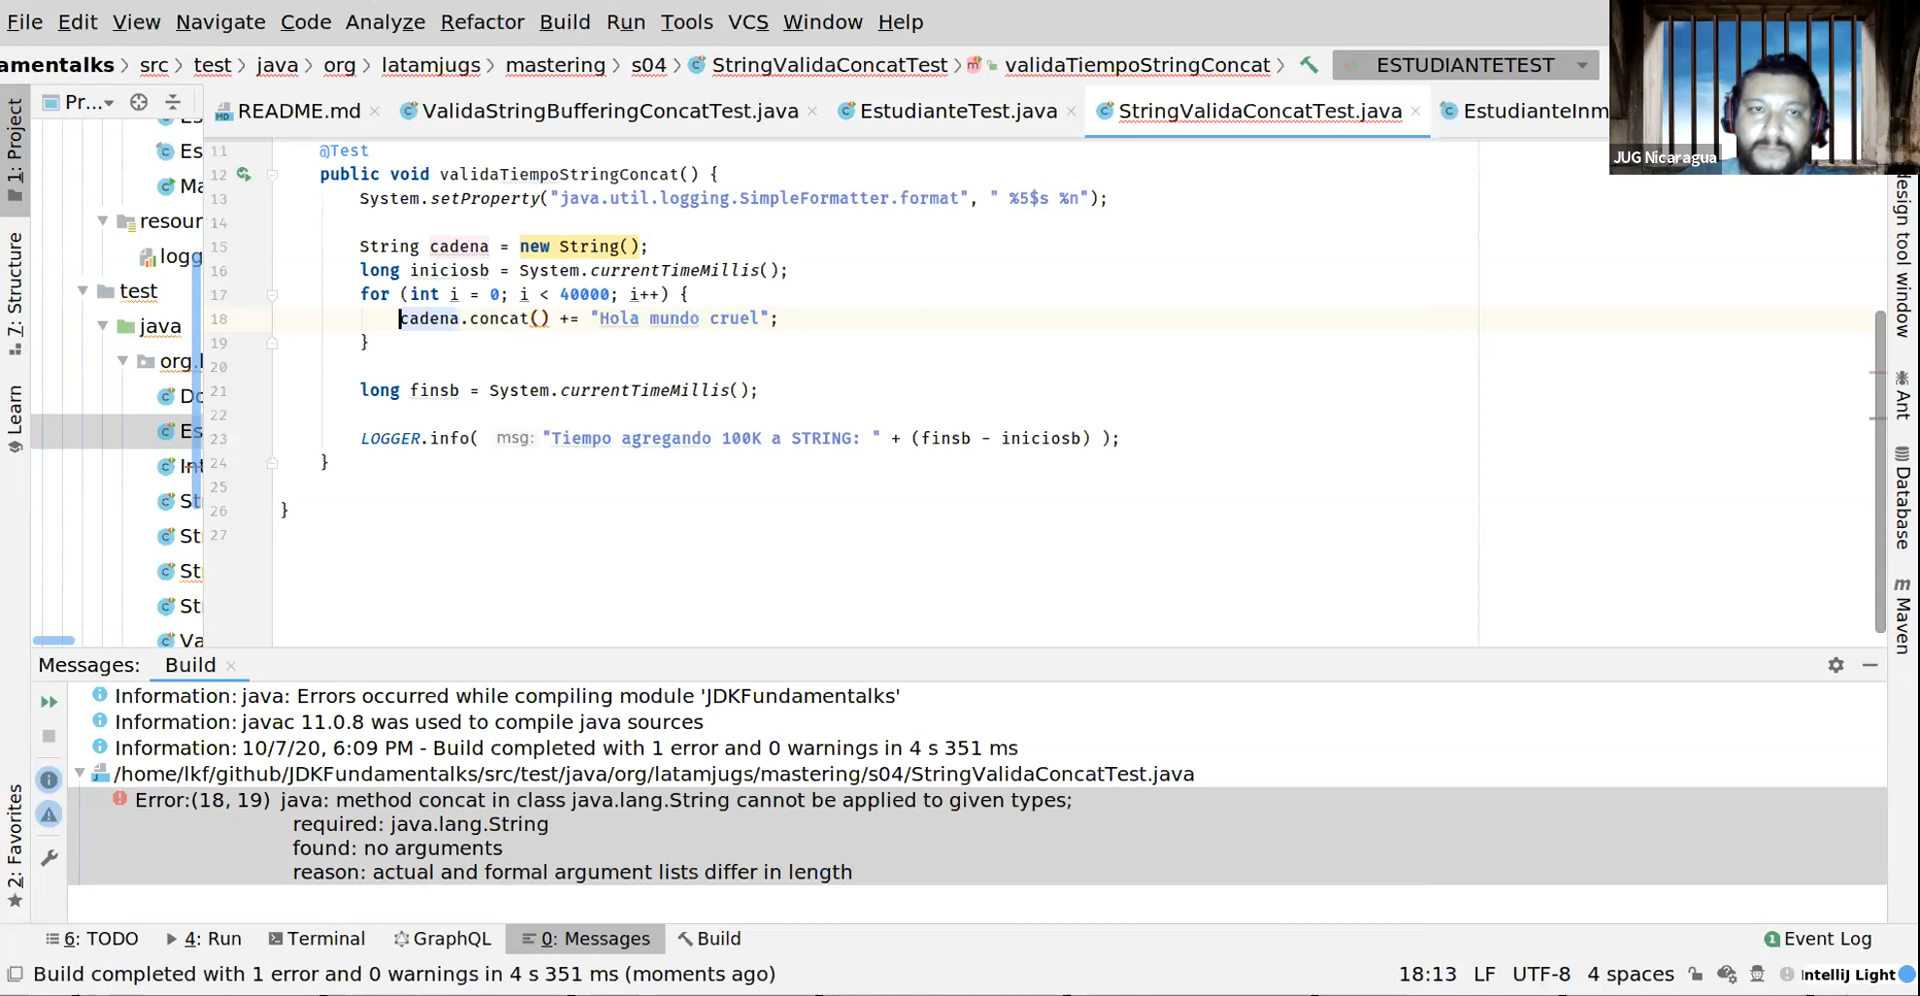 File Edit View Navigate Code Analyze Refactor Build Run Tools VCS Window Help
amentalks src test java org latamjugs mastering s04 StringValidaConcatTest validaTiempoStringConcat ESTUDIANTETEST
Pr... README.md ValidaStringBufferingConcatTest.java EstudianteTest.java StringValidaConcatTest.java EstudianteInm
JUG Nicaragua
1: Project
7: Structure
Learn
2: Favorites
Es
Ma
resour
logg
test
java
org.l
Do
Es
Int
St
St
St
St
Va
11 @Test
12 public void validaTiempoStringConcat() {
13 System.setProperty("java.util.logging.SimpleFormatter.format", " %5$s %n");
14
15 String cadena = new String();
16 long iniciosb = System.currentTimeMillis();
17 for (int i = 0; i < 40000; i++) {
18 cadena.concat() += "Hola mundo cruel";
19 }
20
21 long finsb = System.currentTimeMillis();
22
23 LOGGER.info( msg: "Tiempo agregando 100K a STRING: " + (finsb - iniciosb) );
24 }
25
26 }
27
design tool window
Ant
Database
Maven
Messages: Build
Information: java: Errors occurred while compiling module 'JDKFundamentalks'
Information: javac 11.0.8 was used to compile java sources
Information: 10/7/20, 6:09 PM - Build completed with 1 error and 0 warnings in 4 s 351 ms
/home/lkf/github/JDKFundamentalks/src/test/java/org/latamjugs/mastering/s04/StringValidaConcatTest.java
Error:(18, 19) java: method concat in class java.lang.String cannot be applied to given types;
required: java.lang.String
found: no arguments
reason: actual and formal argument lists differ in length
6: TODO 4: Run Terminal GraphQL 0: Messages Build 1 Event Log
Build completed with 1 error and 0 warnings in 4 s 351 ms (moments ago) 18:13 LF UTF-8 4 spaces IntelliJ Light